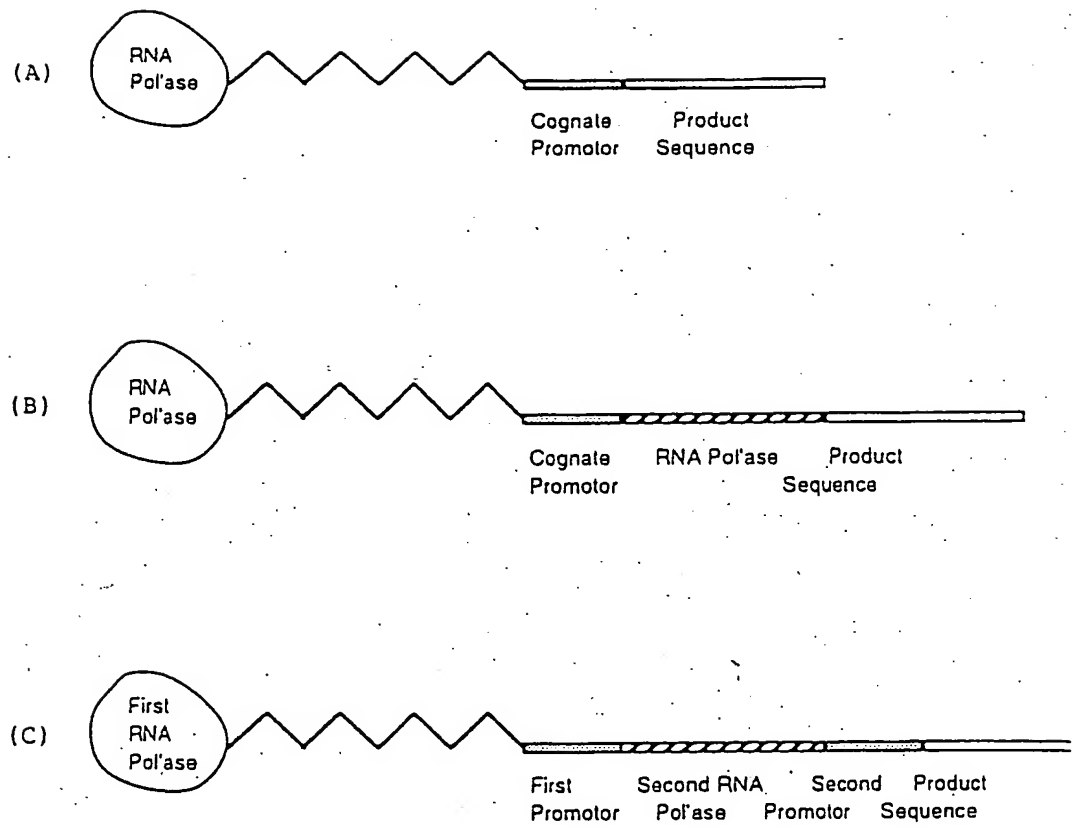 (A)
RNA
Pol'ase
Cognate Product
Promotor Sequence
(B)
RNA
Pol'ase
Cognate RNA Pol'ase Product
Promotor Sequence
(C)
First
RNA
Pol'ase
First Second RNA Second Product
Promotor Pol'ase Promotor Sequence